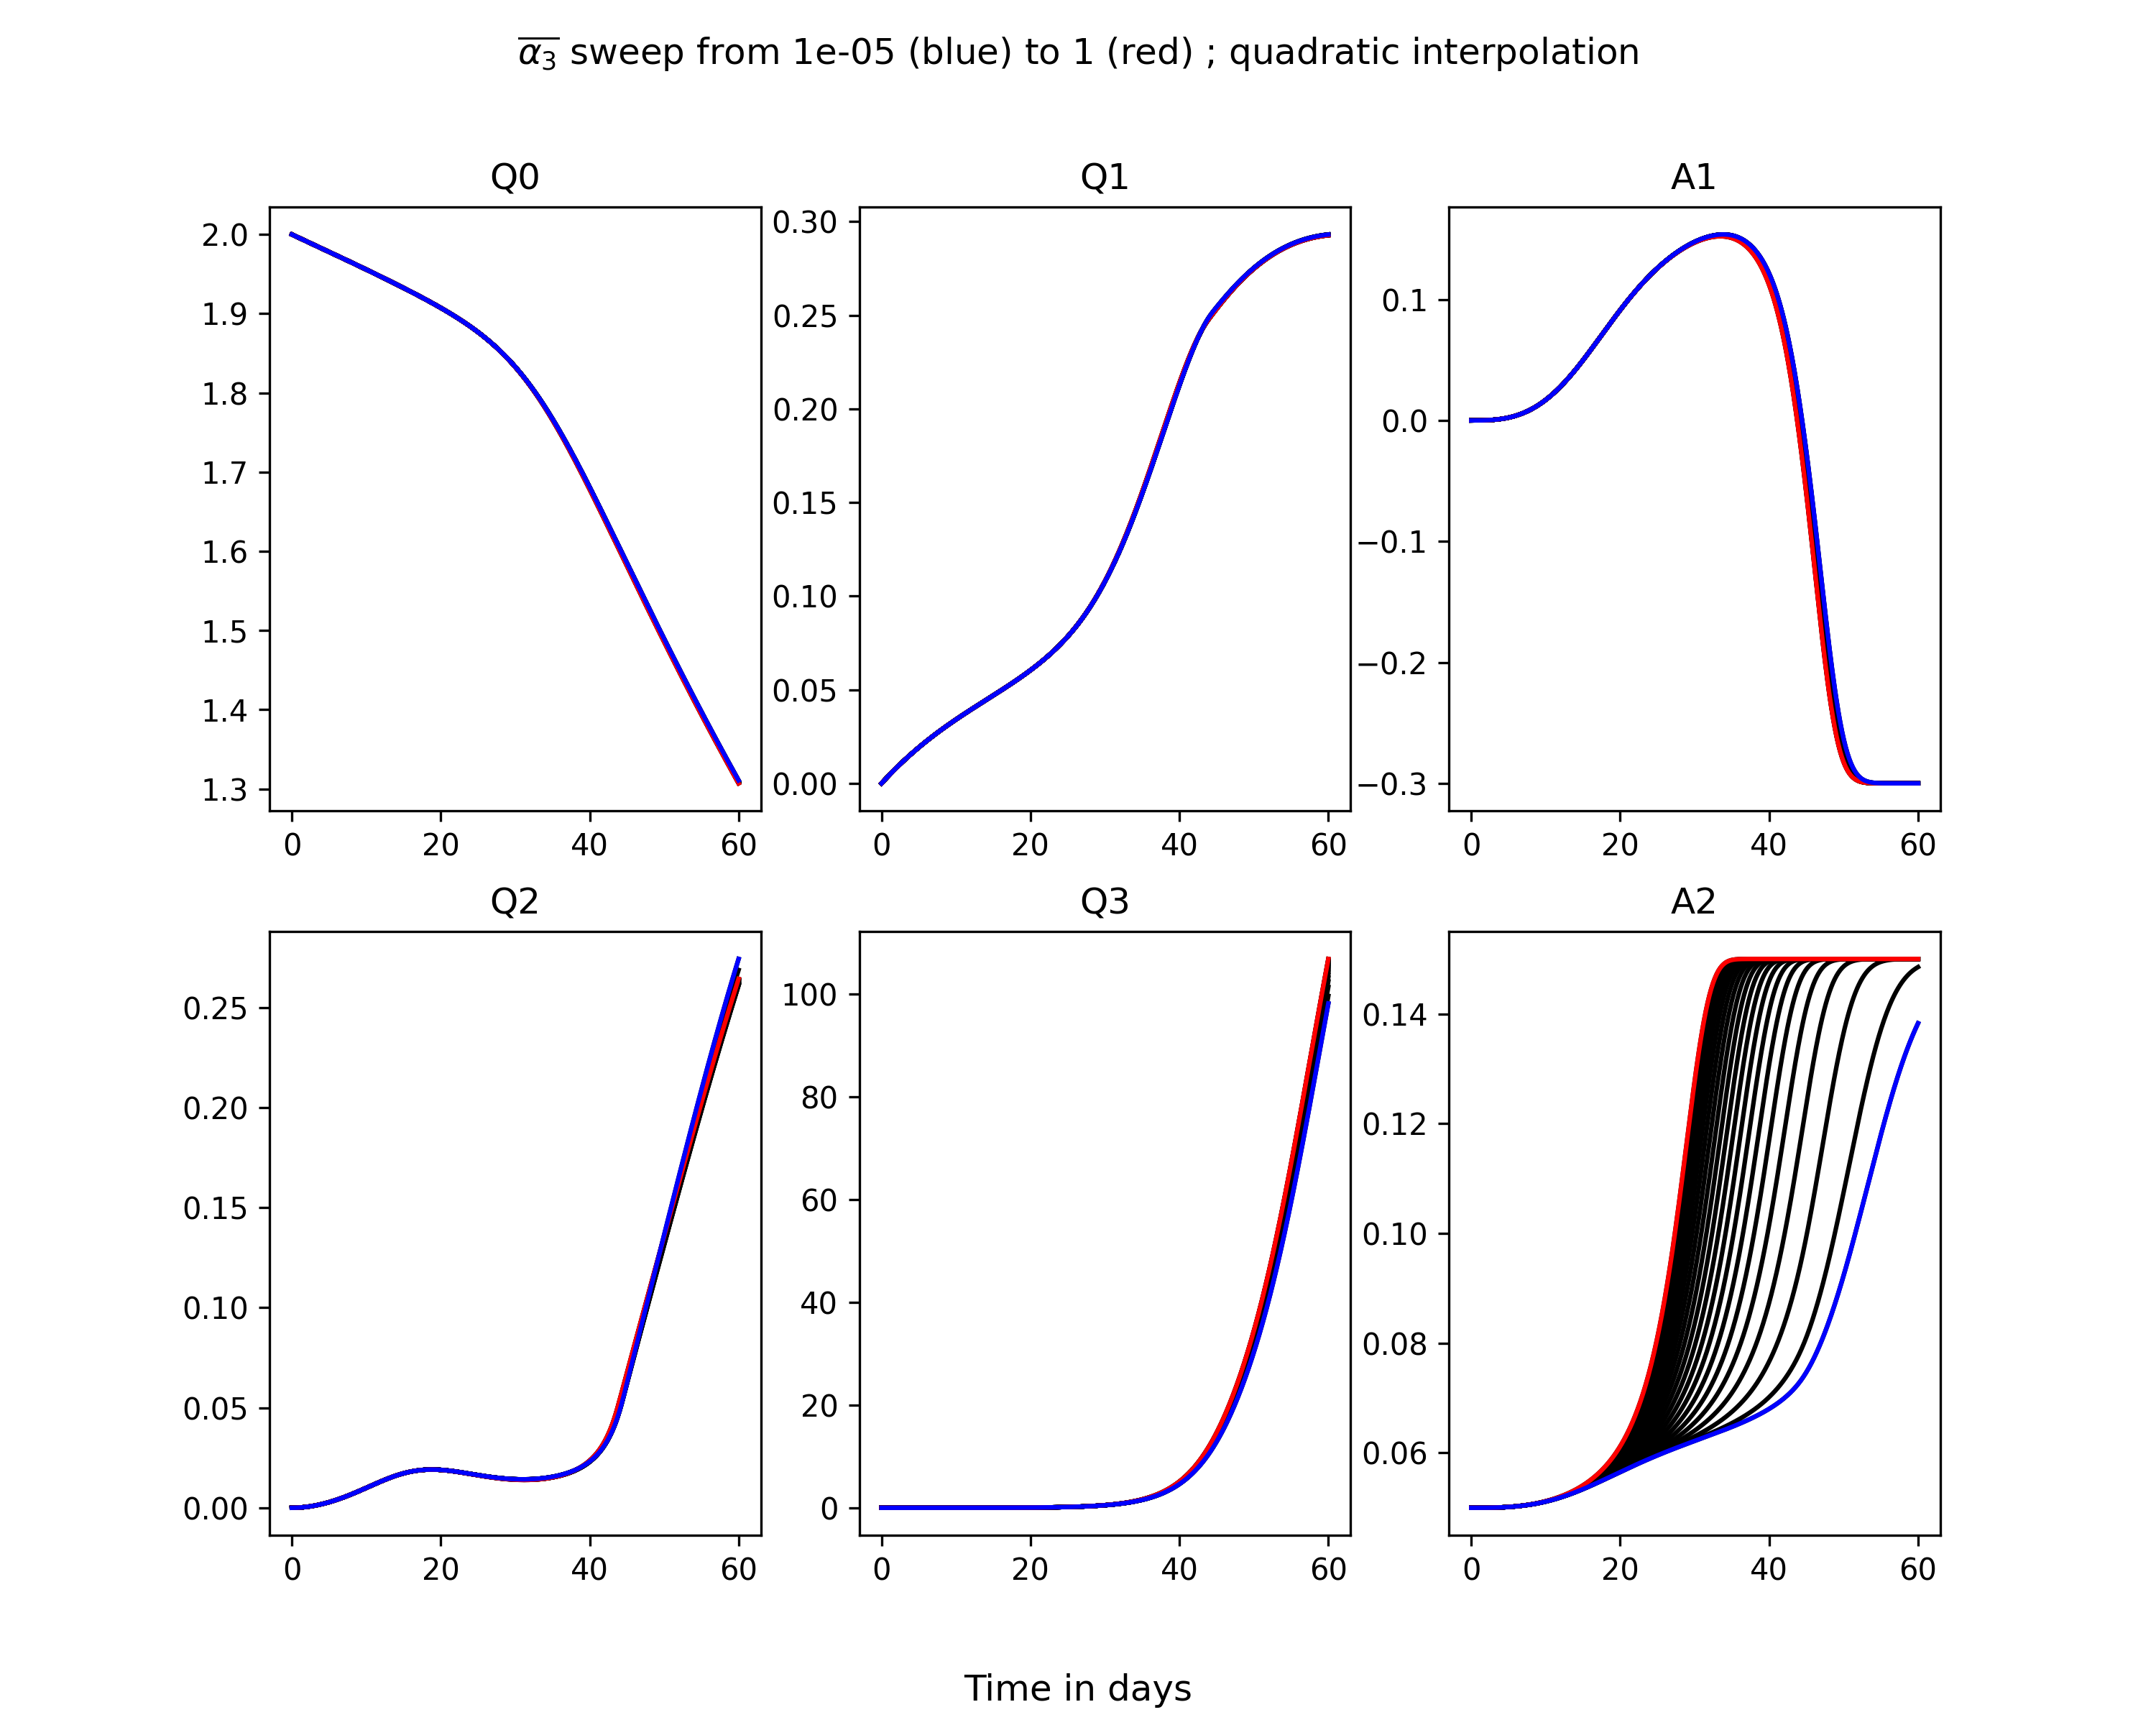 α₃ sweep from 1e-05 (blue) to 1 (red) ; quadratic interpolation
Q0
2.0
1.9
1.8
1.7
1.6
1.5
1.4
1.3
0 20 40 60
Q1
0.30
0.25
0.20
0.15
0.10
0.05
0.00
0 20 40 60
A1
0.1
0.0
−0.1
−0.2
−0.3
0 20 40 60
Q2
0.25
0.20
0.15
0.10
0.05
0.00
0 20 40 60
Q3
100
80
60
40
20
0
0 20 40 60
A2
0.14
0.12
0.10
0.08
0.06
0 20 40 60
Time in days